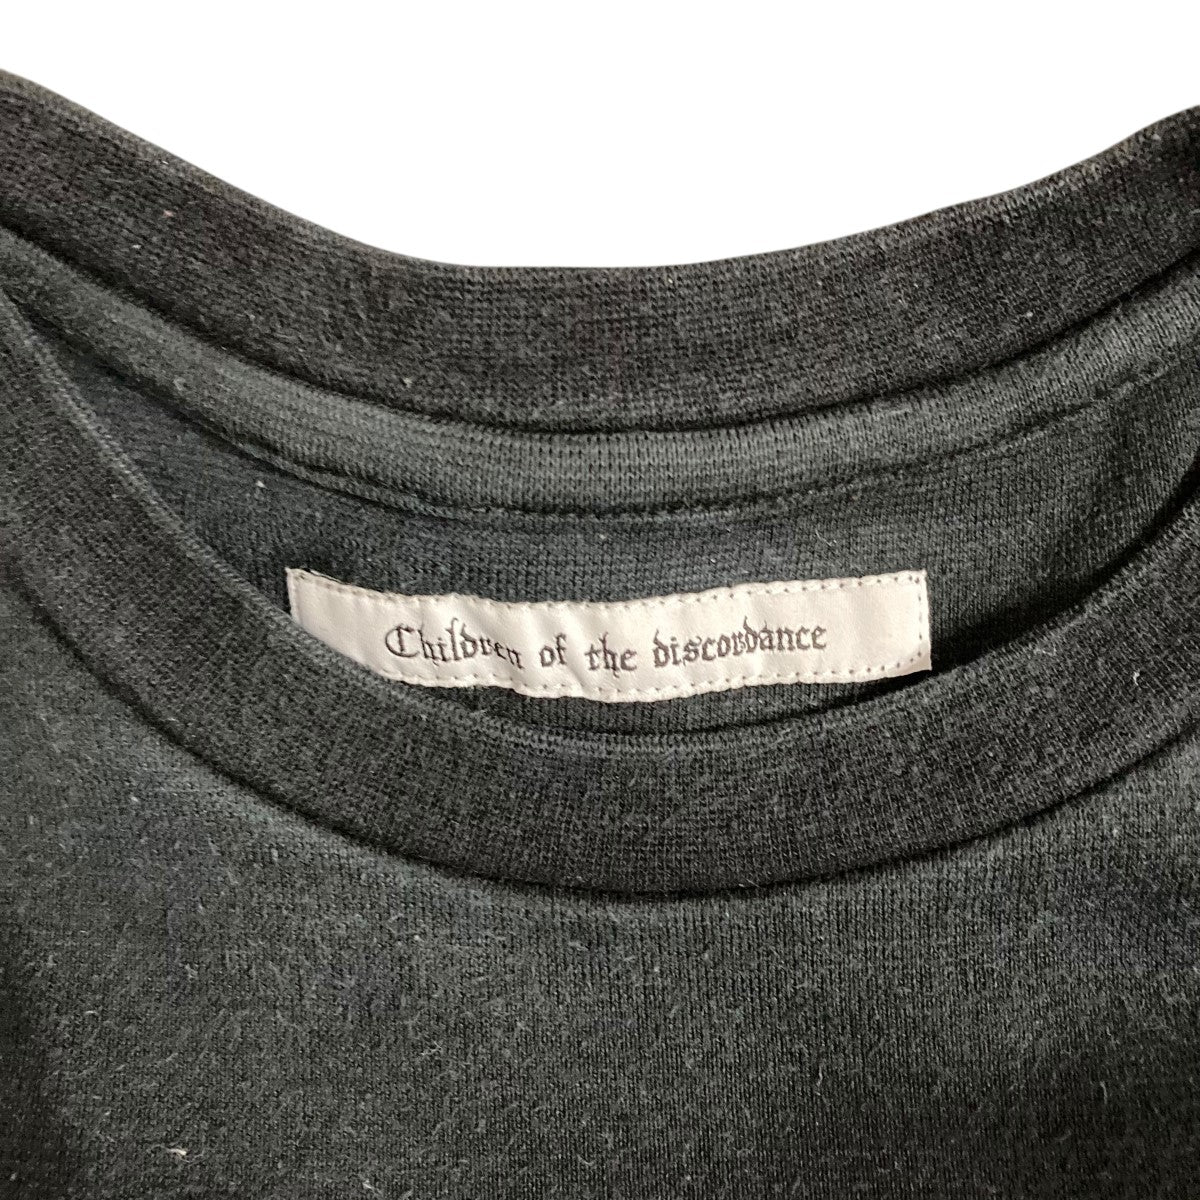 Children of the discordance